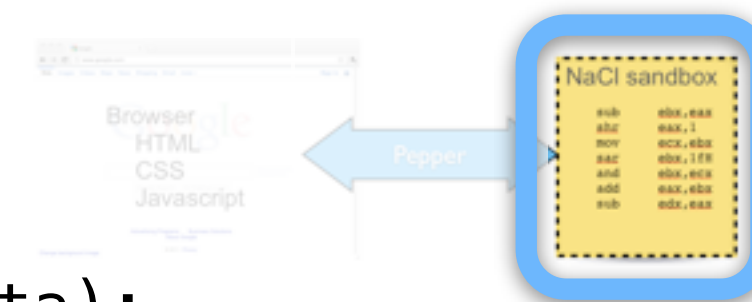 Browser
HTML
CSS
Javascript
Pepper
NaCl sandbox
sub ebx,eax
shr eax,1
mov ecx,ebx
sar ebx,1fH
and ebx,ecx
add eax,ebx
sub edx,eax
ta):